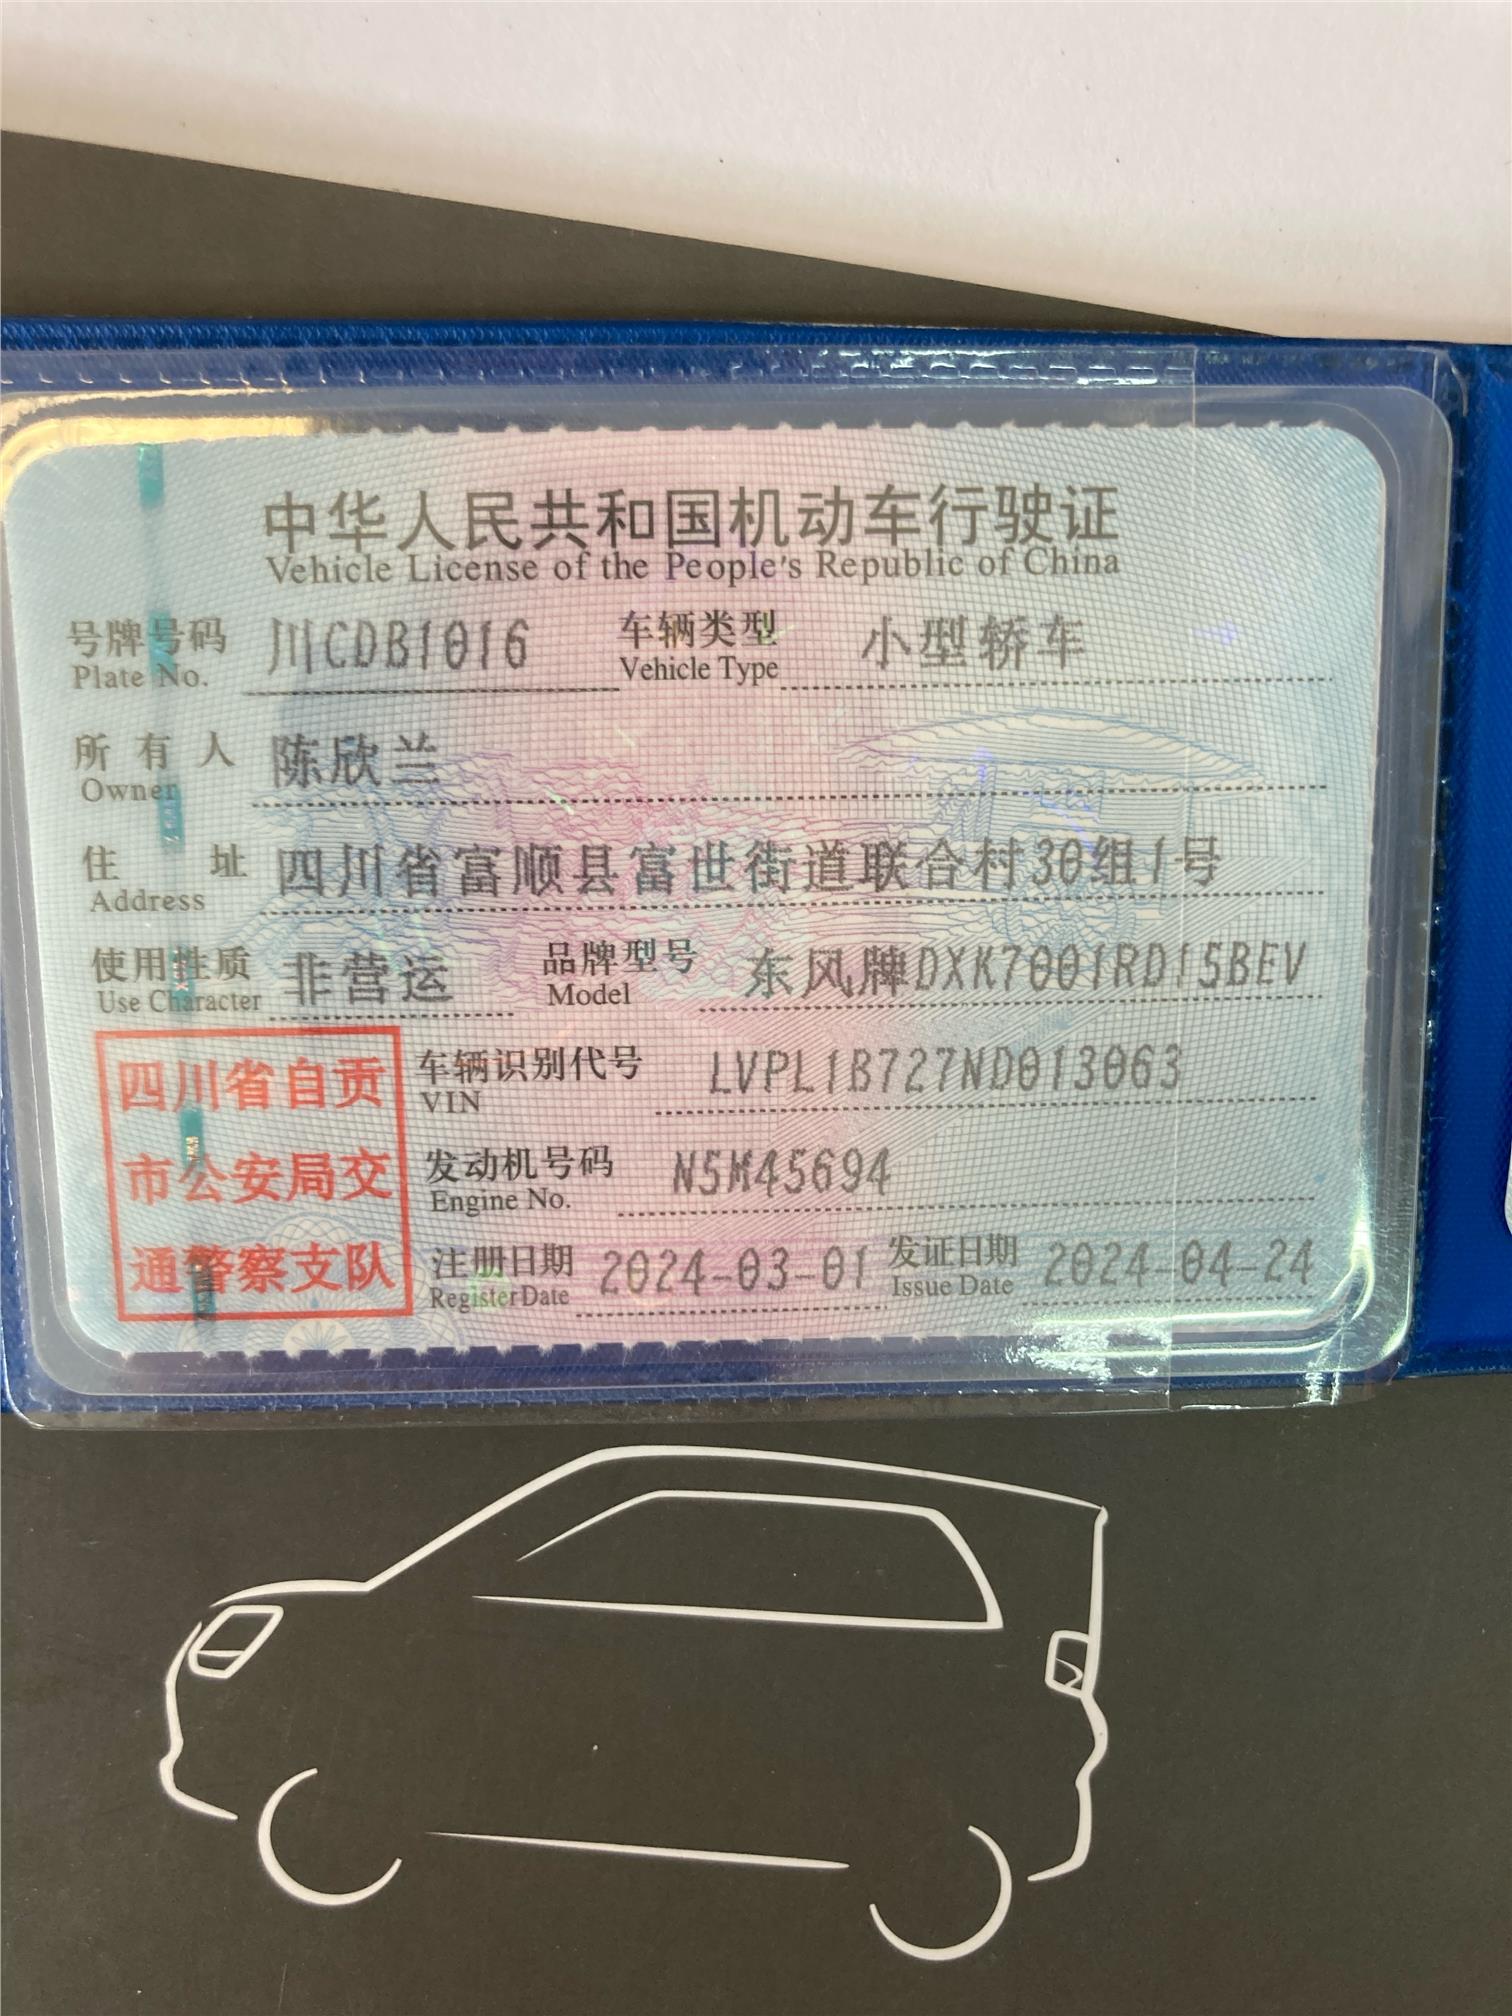 中华人民共和国机动车行驶证
Vehicle License of the People's Republic of China
号牌号码 川CDB1016 车辆类型 小型轿车
Plate No. Vehicle Type
所有人 陈欣兰
Owner
住址 四川省富顺县富世街道联合村30组1号
Address
使用性质 非营运 品牌型号 东风牌DXK7001RD15BEV
Use Character Model
四川省自贡
市公安局交
通警察支队
车辆识别代号 LVPL1B727ND013063
VIN
发动机号码 N5M45694
Engine No.
注册日期 2024-03-01 发证日期 2024-04-24
Register Date Issue Date